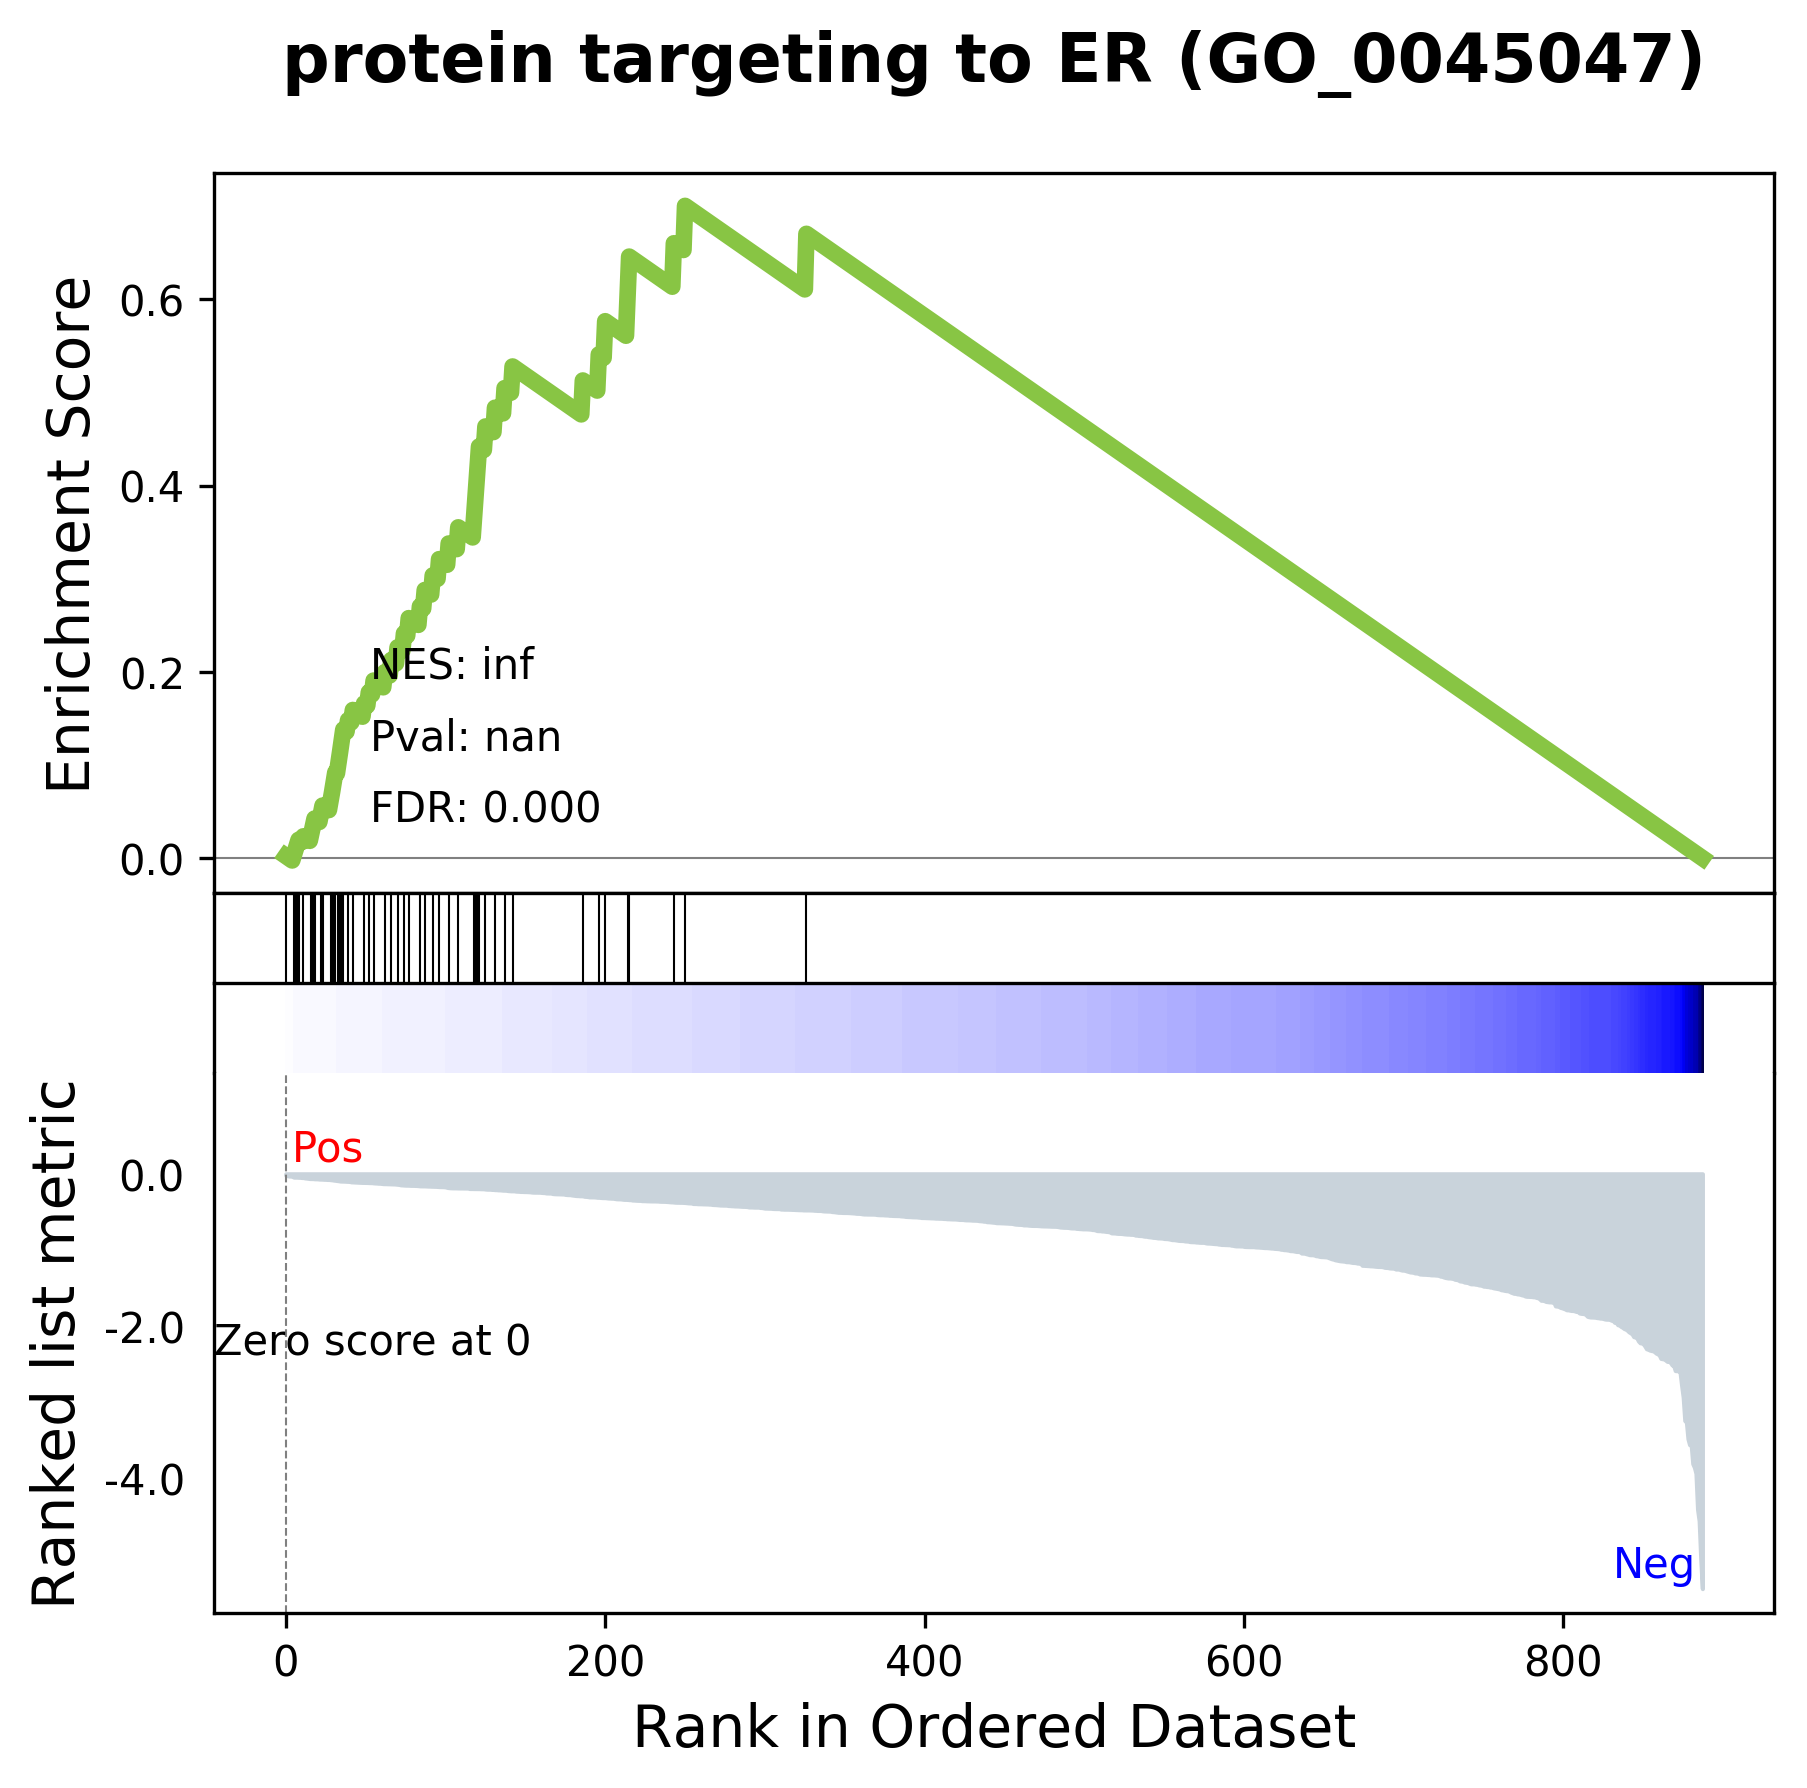 protein targeting to ER (GO_0045047)
Enrichment Score
0.6
0.4
0.2
0.0
NES: inf
Pval: nan
FDR: 0.000
Ranked list metric
0.0
-2.0
-4.0
Pos
Zero score at 0
Neg
0 200 400 600 800
Rank in Ordered Dataset